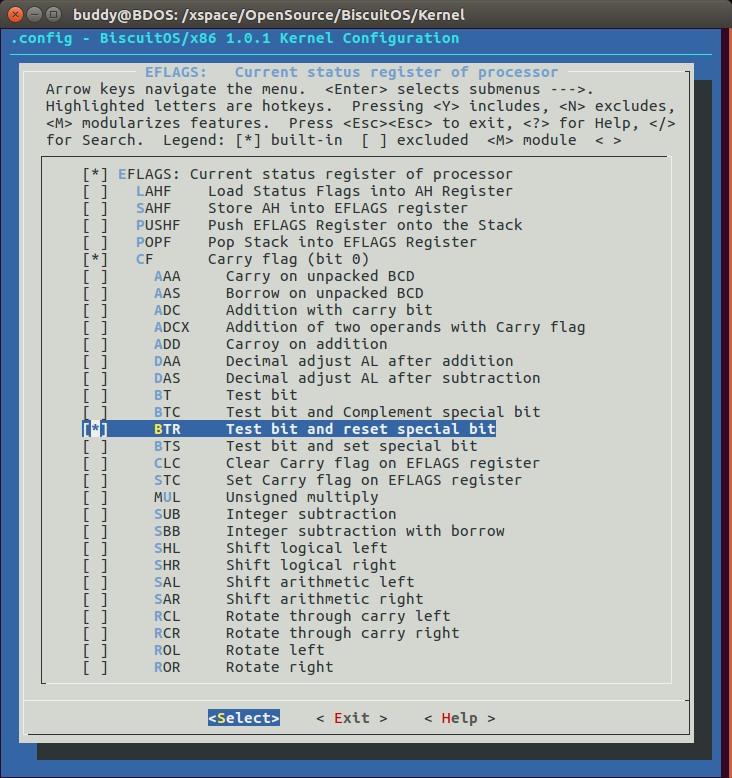 buddy@BDOS: /xspace/OpenSource/BiscuitOS/Kernel
.config - BiscuitOS/x86 1.0.1 Kernel Configuration
EFLAGS:   Current status register of processor
Arrow keys navigate the menu.  <Enter> selects submenus --->.
Highlighted letters are hotkeys.  Pressing <Y> includes, <N> excludes,
<M> modularizes features.  Press <Esc><Esc> to exit, <?> for Help, </>
for Search.  Legend: [*] built-in  [ ] excluded  <M> module  < >
[*] EFLAGS: Current status register of processor
[ ]   LAHF    Load Status Flags into AH Register
[ ]   SAHF    Store AH into EFLAGS register
[ ]   PUSHF   Push EFLAGS Register onto the Stack
[ ]   POPF    Pop Stack into EFLAGS Register
[*]   CF      Carry flag (bit 0)
[ ]     AAA     Carry on unpacked BCD
[ ]     AAS     Borrow on unpacked BCD
[ ]     ADC     Addition with carry bit
[ ]     ADCX    Addition of two operands with Carry flag
[ ]     ADD     Carroy on addition
[ ]     DAA     Decimal adjust AL after addition
[ ]     DAS     Decimal adjust AL after subtraction
[ ]     BT      Test bit
[ ]     BTC     Test bit and Complement special bit
[*]     BTR     Test bit and reset special bit
[ ]     BTS     Test bit and set special bit
[ ]     CLC     Clear Carry flag on EFLAGS register
[ ]     STC     Set Carry flag on EFLAGS register
[ ]     MUL     Unsigned multiply
[ ]     SUB     Integer subtraction
[ ]     SBB     Integer subtraction with borrow
[ ]     SHL     Shift logical left
[ ]     SHR     Shift logical right
[ ]     SAL     Shift arithmetic left
[ ]     SAR     Shift arithmetic right
[ ]     RCL     Rotate through carry left
[ ]     RCR     Rotate through carry right
[ ]     ROL     Rotate left
[ ]     ROR     Rotate right
<Select>    < Exit >    < Help >